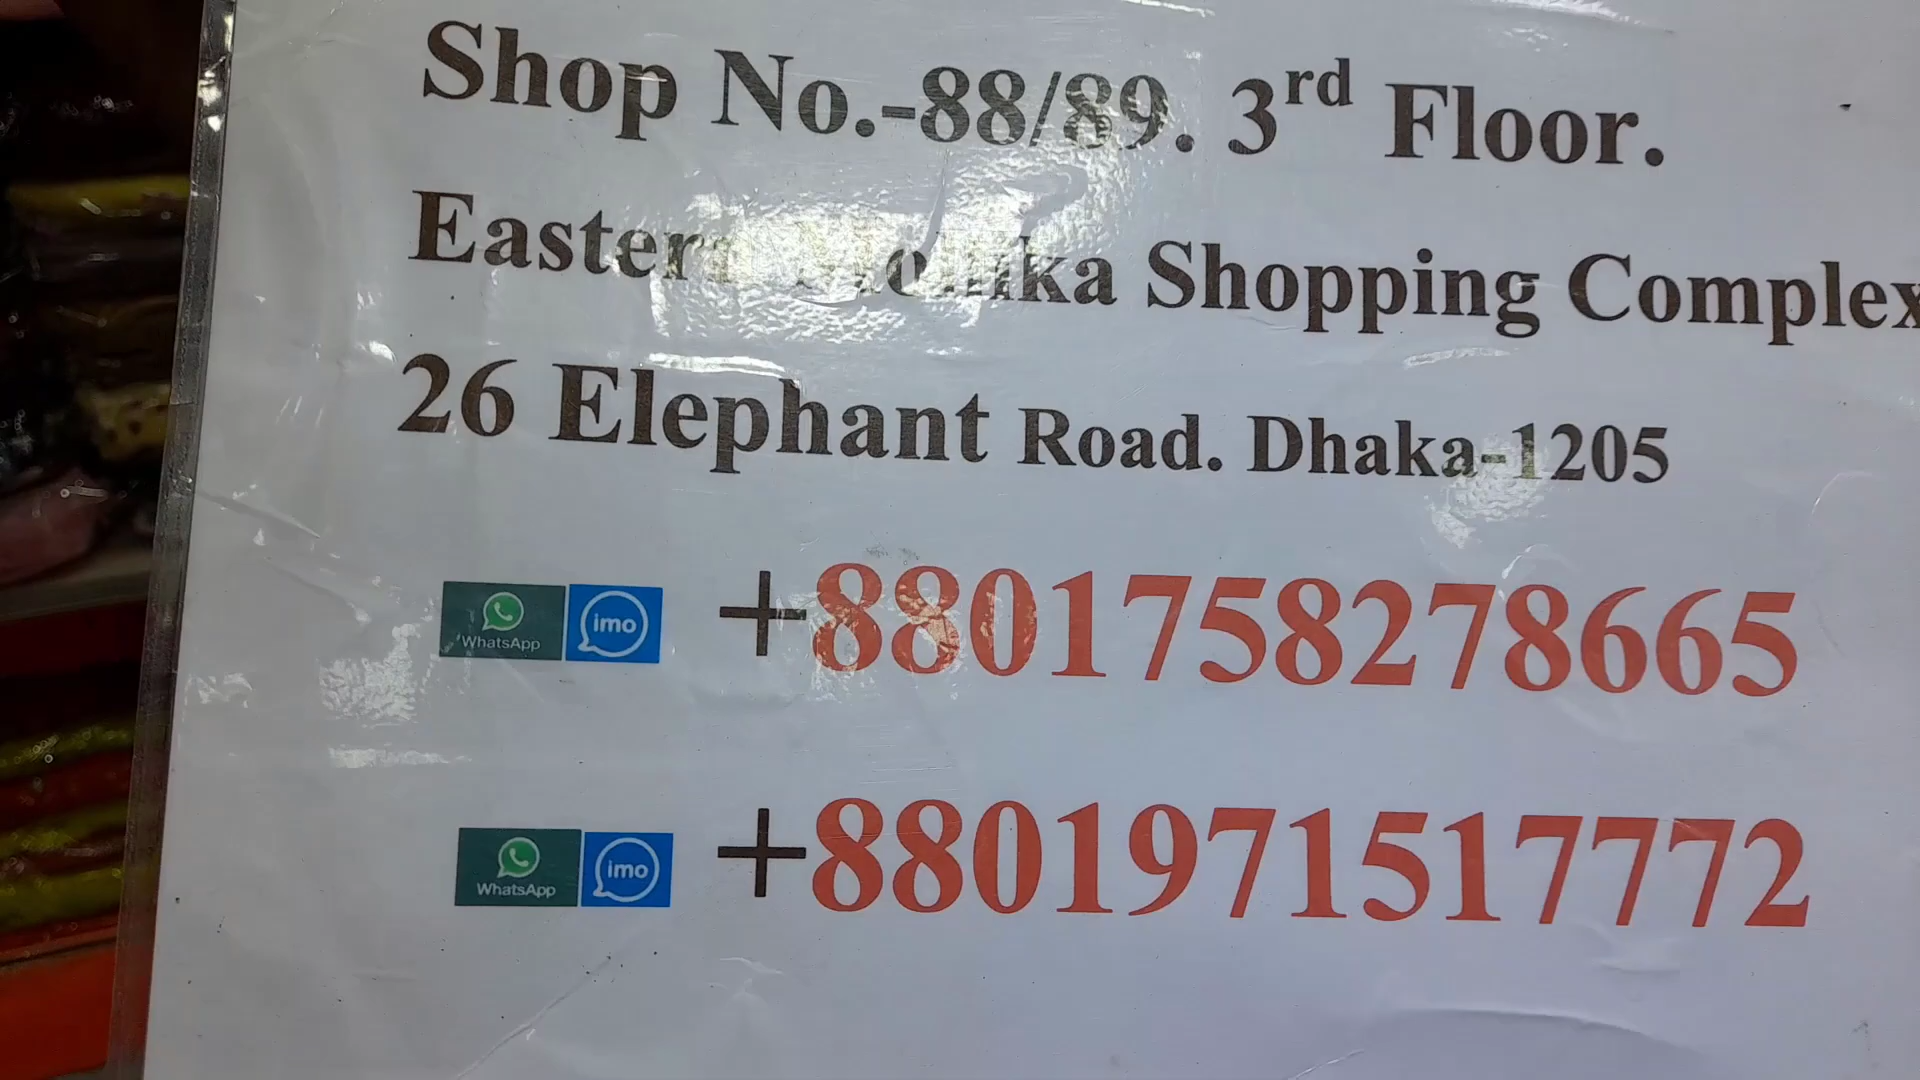 Shop No.-88/89. 3rd Floor.
Eastern Shopping Complex
26 Elephant Road. Dhaka-1205
WhatsApp imo +8801758278665
WhatsApp imo +8801971517772